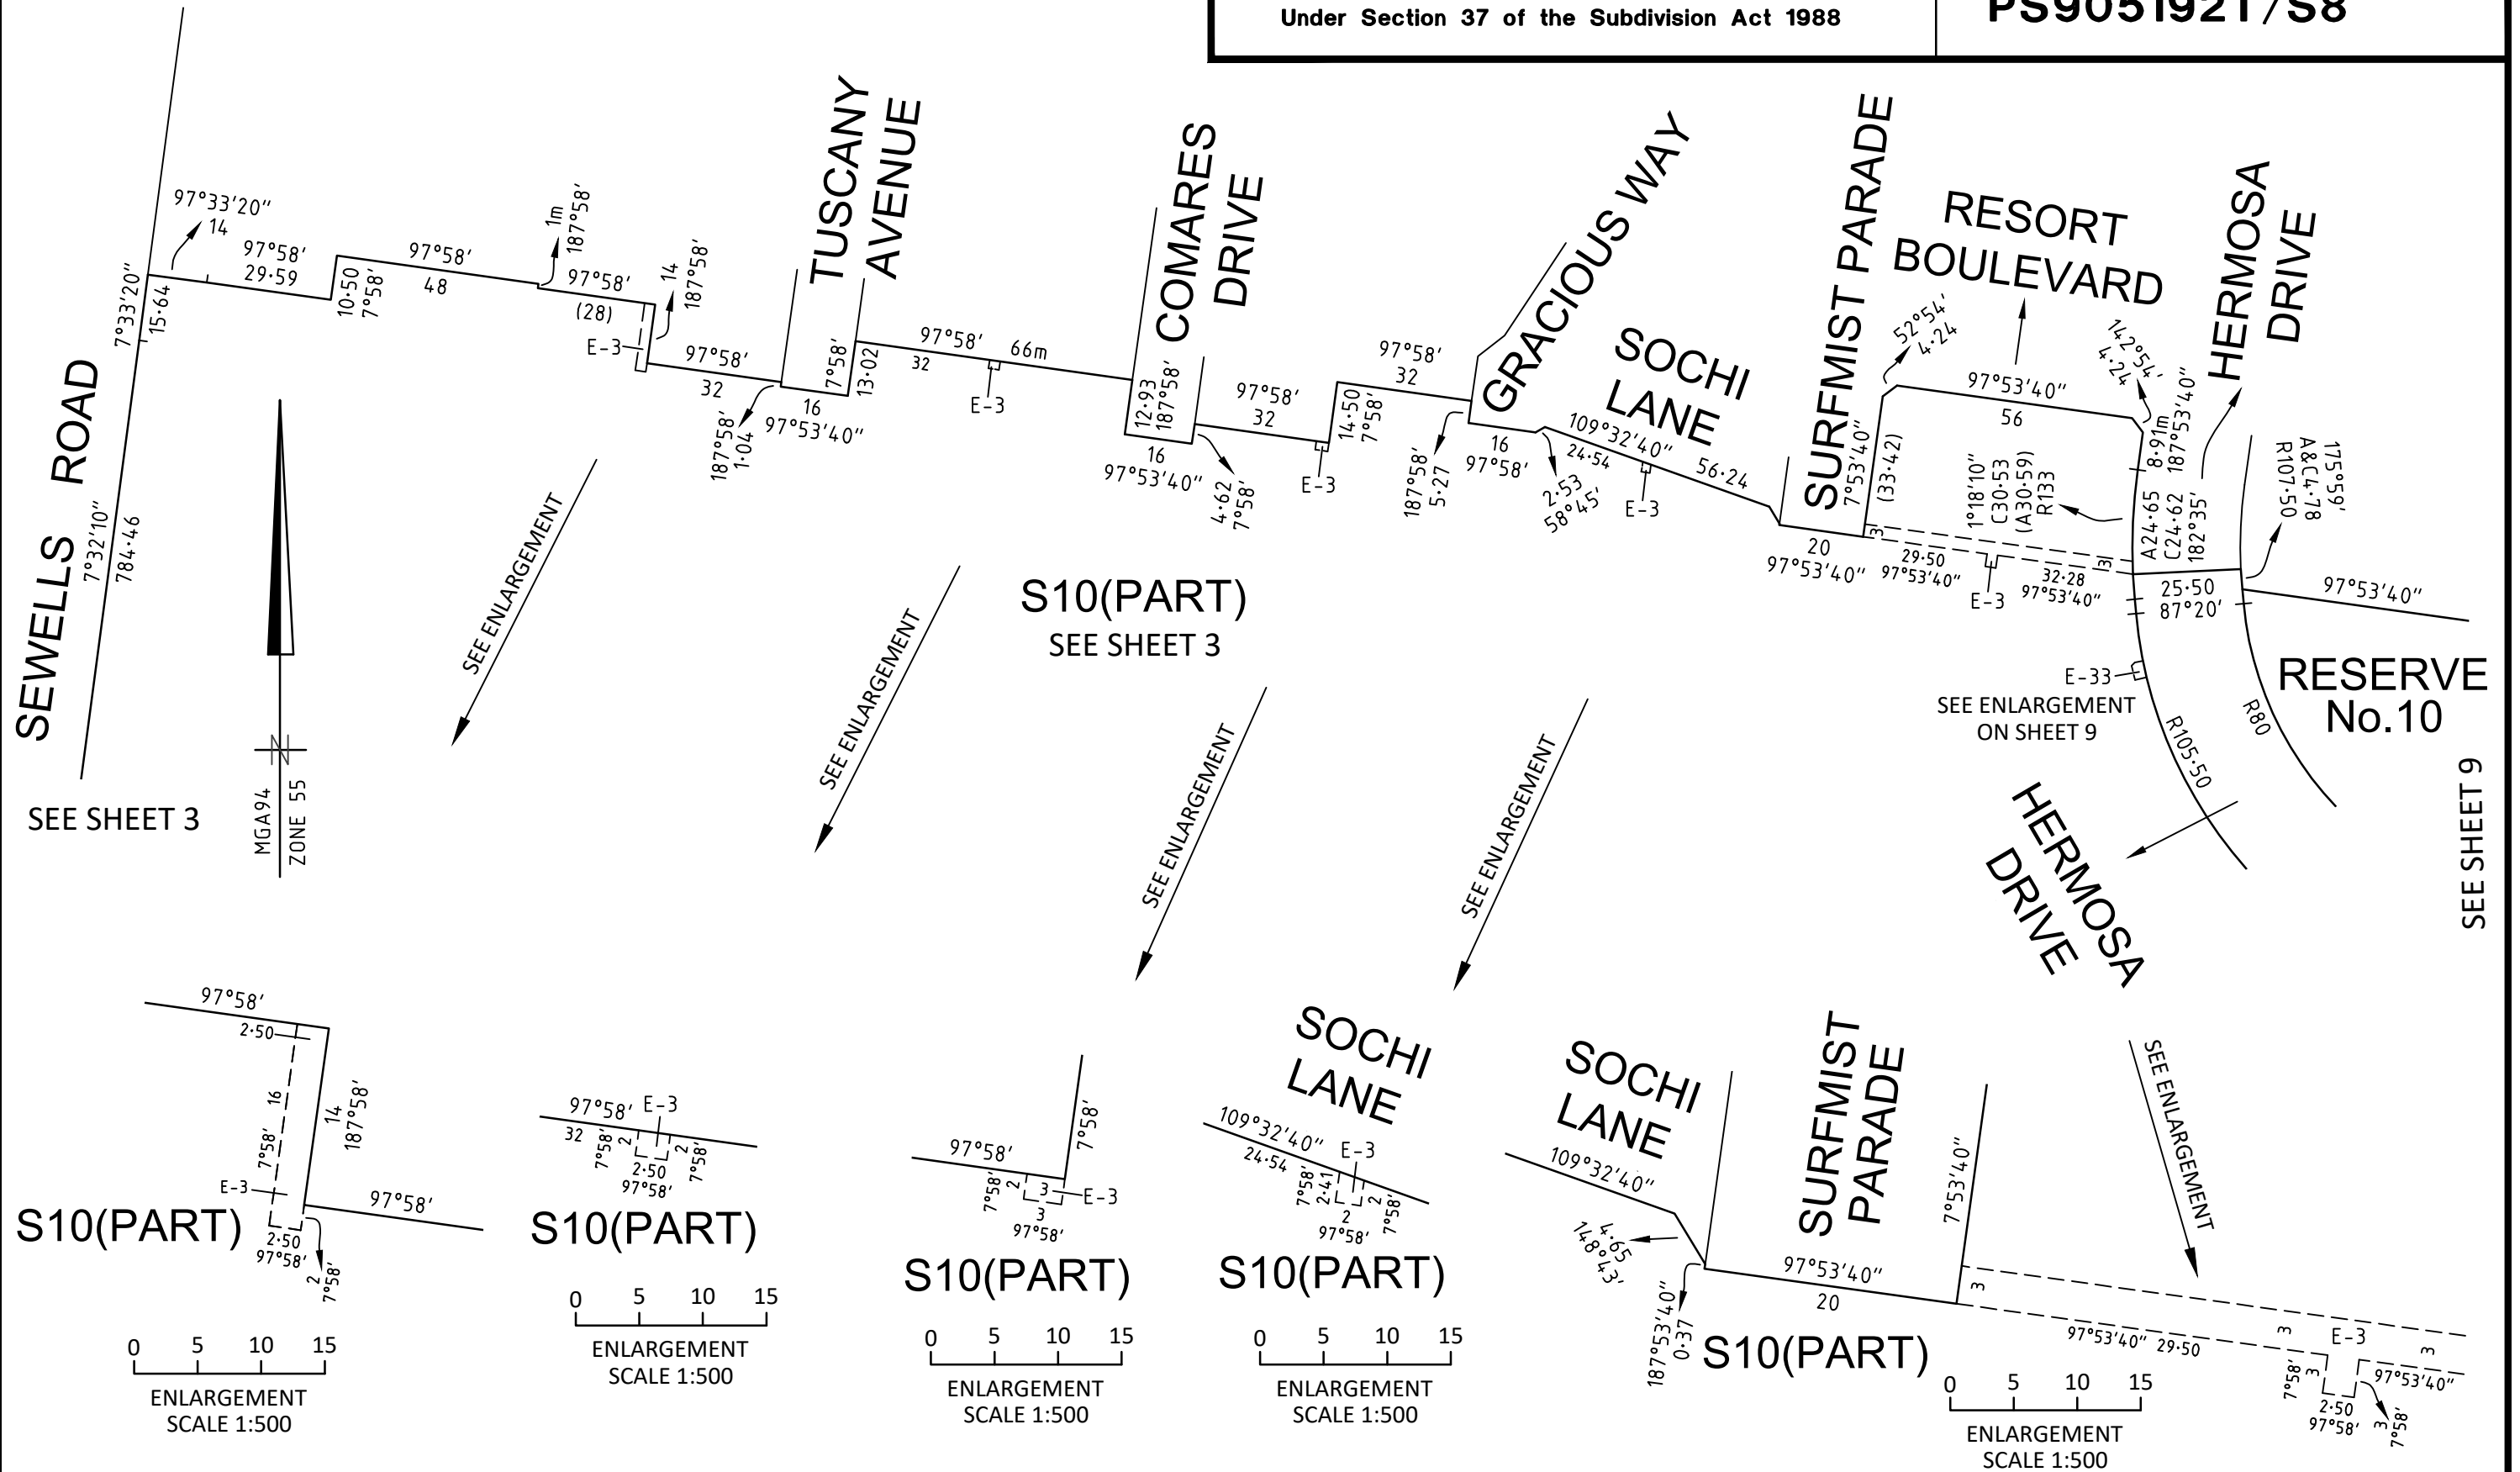 Under Section 37 of the Subdivision Act 1988
PS905192T/S8
SEWELLS ROAD
7°33'20"
15·64
7°32'10"
784·46
97°33'20"
14
97°58'
29·59
10·50
7°58'
97°58'
48
1m
187°58'
97°58'
(28)
14
187°58'
E-3
97°58'
32
TUSCANY
AVENUE
187°58'
1·04
16
97°53'40"
7°58'
13·02
97°58'
66m
32
E-3
COMARES
DRIVE
12·93
187°58'
16
97°53'40"
4·62
7°58'
97°58'
32
E-3
14·50
7°58'
97°58'
32
GRACIOUS WAY
187°58'
5·27
16
97°58'
2·53
58°45'
SOCHI
LANE
109°32'40"
24·54
56·24
E-3
SURFMIST PARADE
20
97°53'40"
7°53'40"
(33·42)
3
52°54'
4·24
RESORT
BOULEVARD
97°53'40"
56
142°54'
4·24
8·91m
187°53'40"
HERMOSA
DRIVE
1°18'10"
C30·53
(A30·59)
R133
A24·65
C24·62
182°35'
175°59'
A&C4·78
R107·50
29·50
97°53'40"
E-3
32·28
97°53'40"
3
25·50
87°20'
97°53'40"
E-33
SEE ENLARGEMENT
ON SHEET 9
RESERVE
No.10
R105·50
R80
HERMOSA
DRIVE
SEE SHEET 9
S10(PART)
SEE SHEET 3
SEE SHEET 3
MGA94
ZONE 55
N
SEE ENLARGEMENT
SEE ENLARGEMENT
SEE ENLARGEMENT
SEE ENLARGEMENT
SEE ENLARGEMENT
97°58'
2·50
16
7°58'
14
187°58'
E-3
97°58'
S10(PART)
2·50
97°58'
2
7°58'
0 5 10 15
ENLARGEMENT
SCALE 1:500
97°58'
E-3
32
7°58'
2
2·50
97°58'
2
7°58'
S10(PART)
0 5 10 15
ENLARGEMENT
SCALE 1:500
97°58'
7°58'
7°58'
2
3
E-3
3
97°58'
S10(PART)
0 5 10 15
ENLARGEMENT
SCALE 1:500
SOCHI
LANE
109°32'40"
24·54
E-3
7°58'
2·41
2
97°58'
2
7°58'
S10(PART)
0 5 10 15
ENLARGEMENT
SCALE 1:500
SOCHI
LANE
109°32'40"
4·65
148°43'
187°53'40"
0·37
SURFMIST
PARADE
97°53'40"
20
7°53'40"
3
S10(PART)
97°53'40" 29·50
3
E-3
3
7°58'
3
2·50
97°58'
3
7°58'
97°53'40"
0 5 10 15
ENLARGEMENT
SCALE 1:500